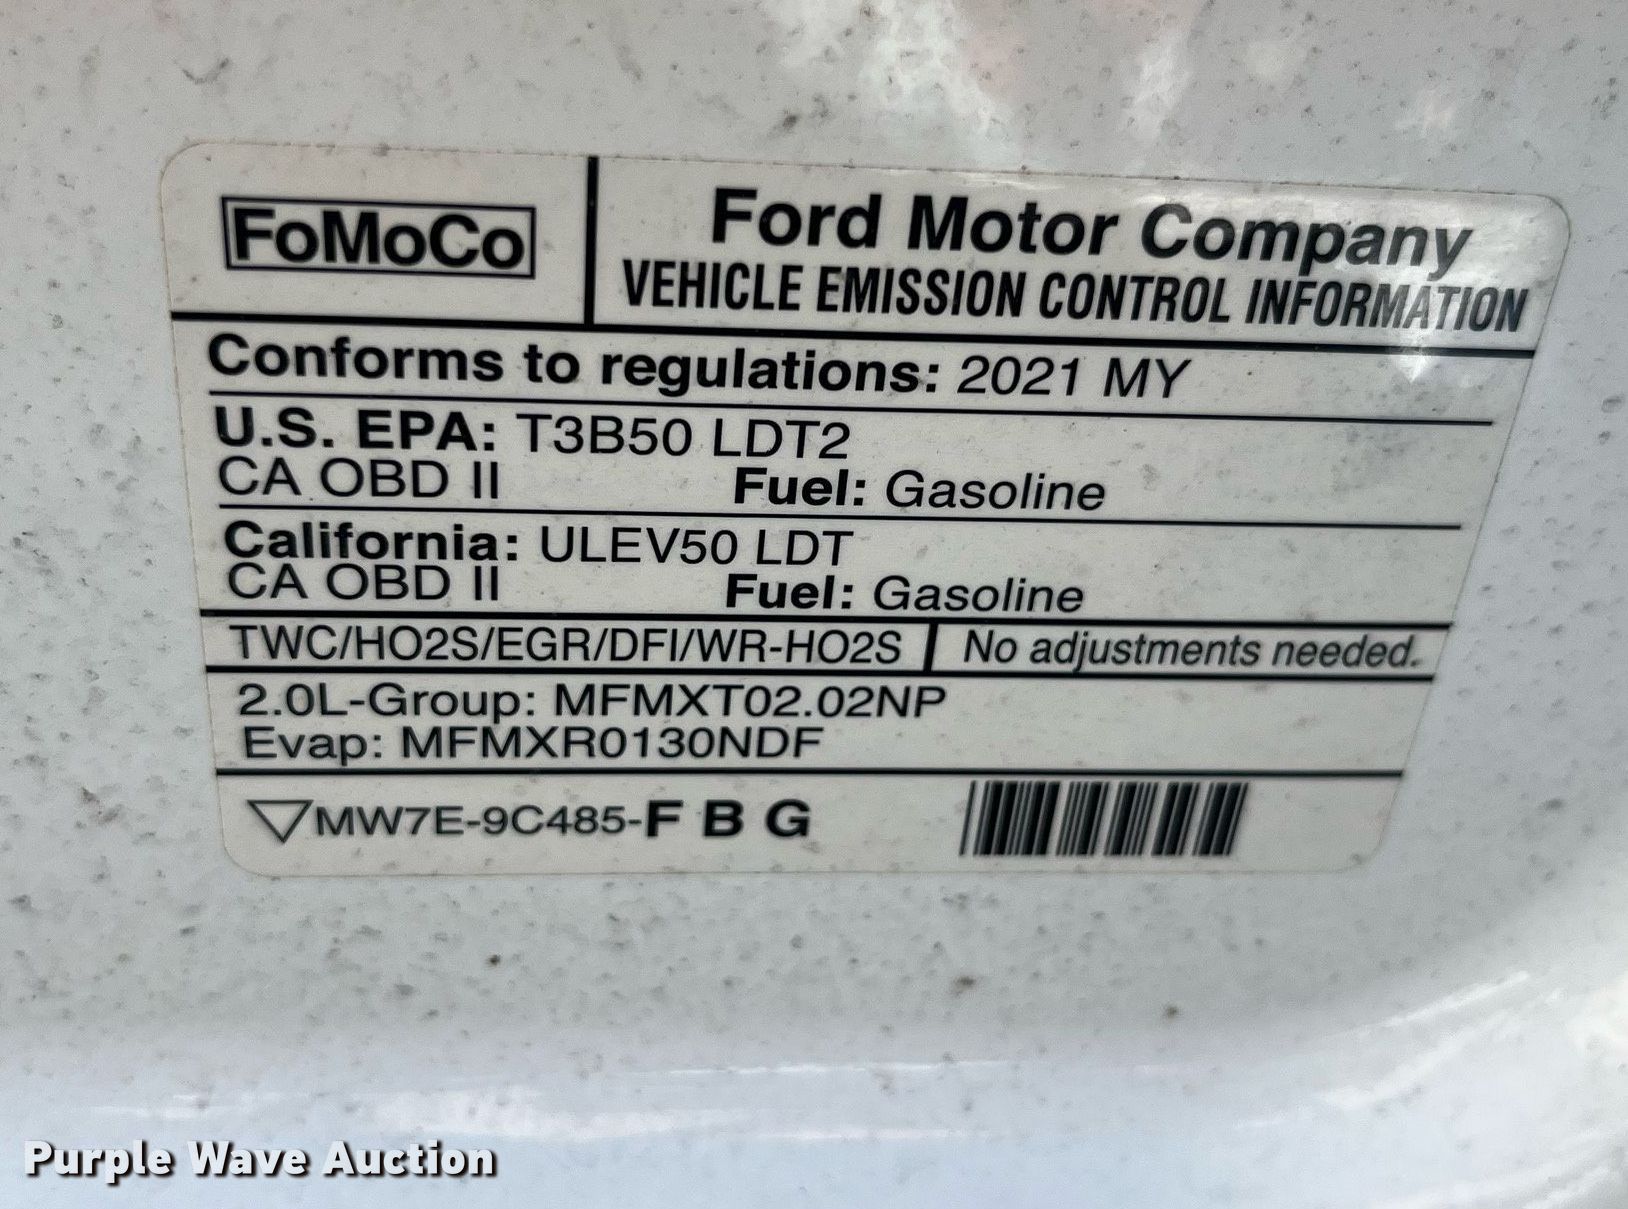 FoMoCo
Ford Motor Company
VEHICLE EMISSION CONTROL INFORMATION
Conforms to regulations: 2021 MY
U.S. EPA: T3B50 LDT2
CA OBD II Fuel: Gasoline
California: ULEV50 LDT
CA OBD II Fuel: Gasoline
TWC/HO2S/EGR/DFI/WR-HO2S No adjustments needed.
2.0L-Group: MFMXT02.02NP
Evap: MFMXR0130NDF
MW7E-9C485-F B G
Purple Wave Auction